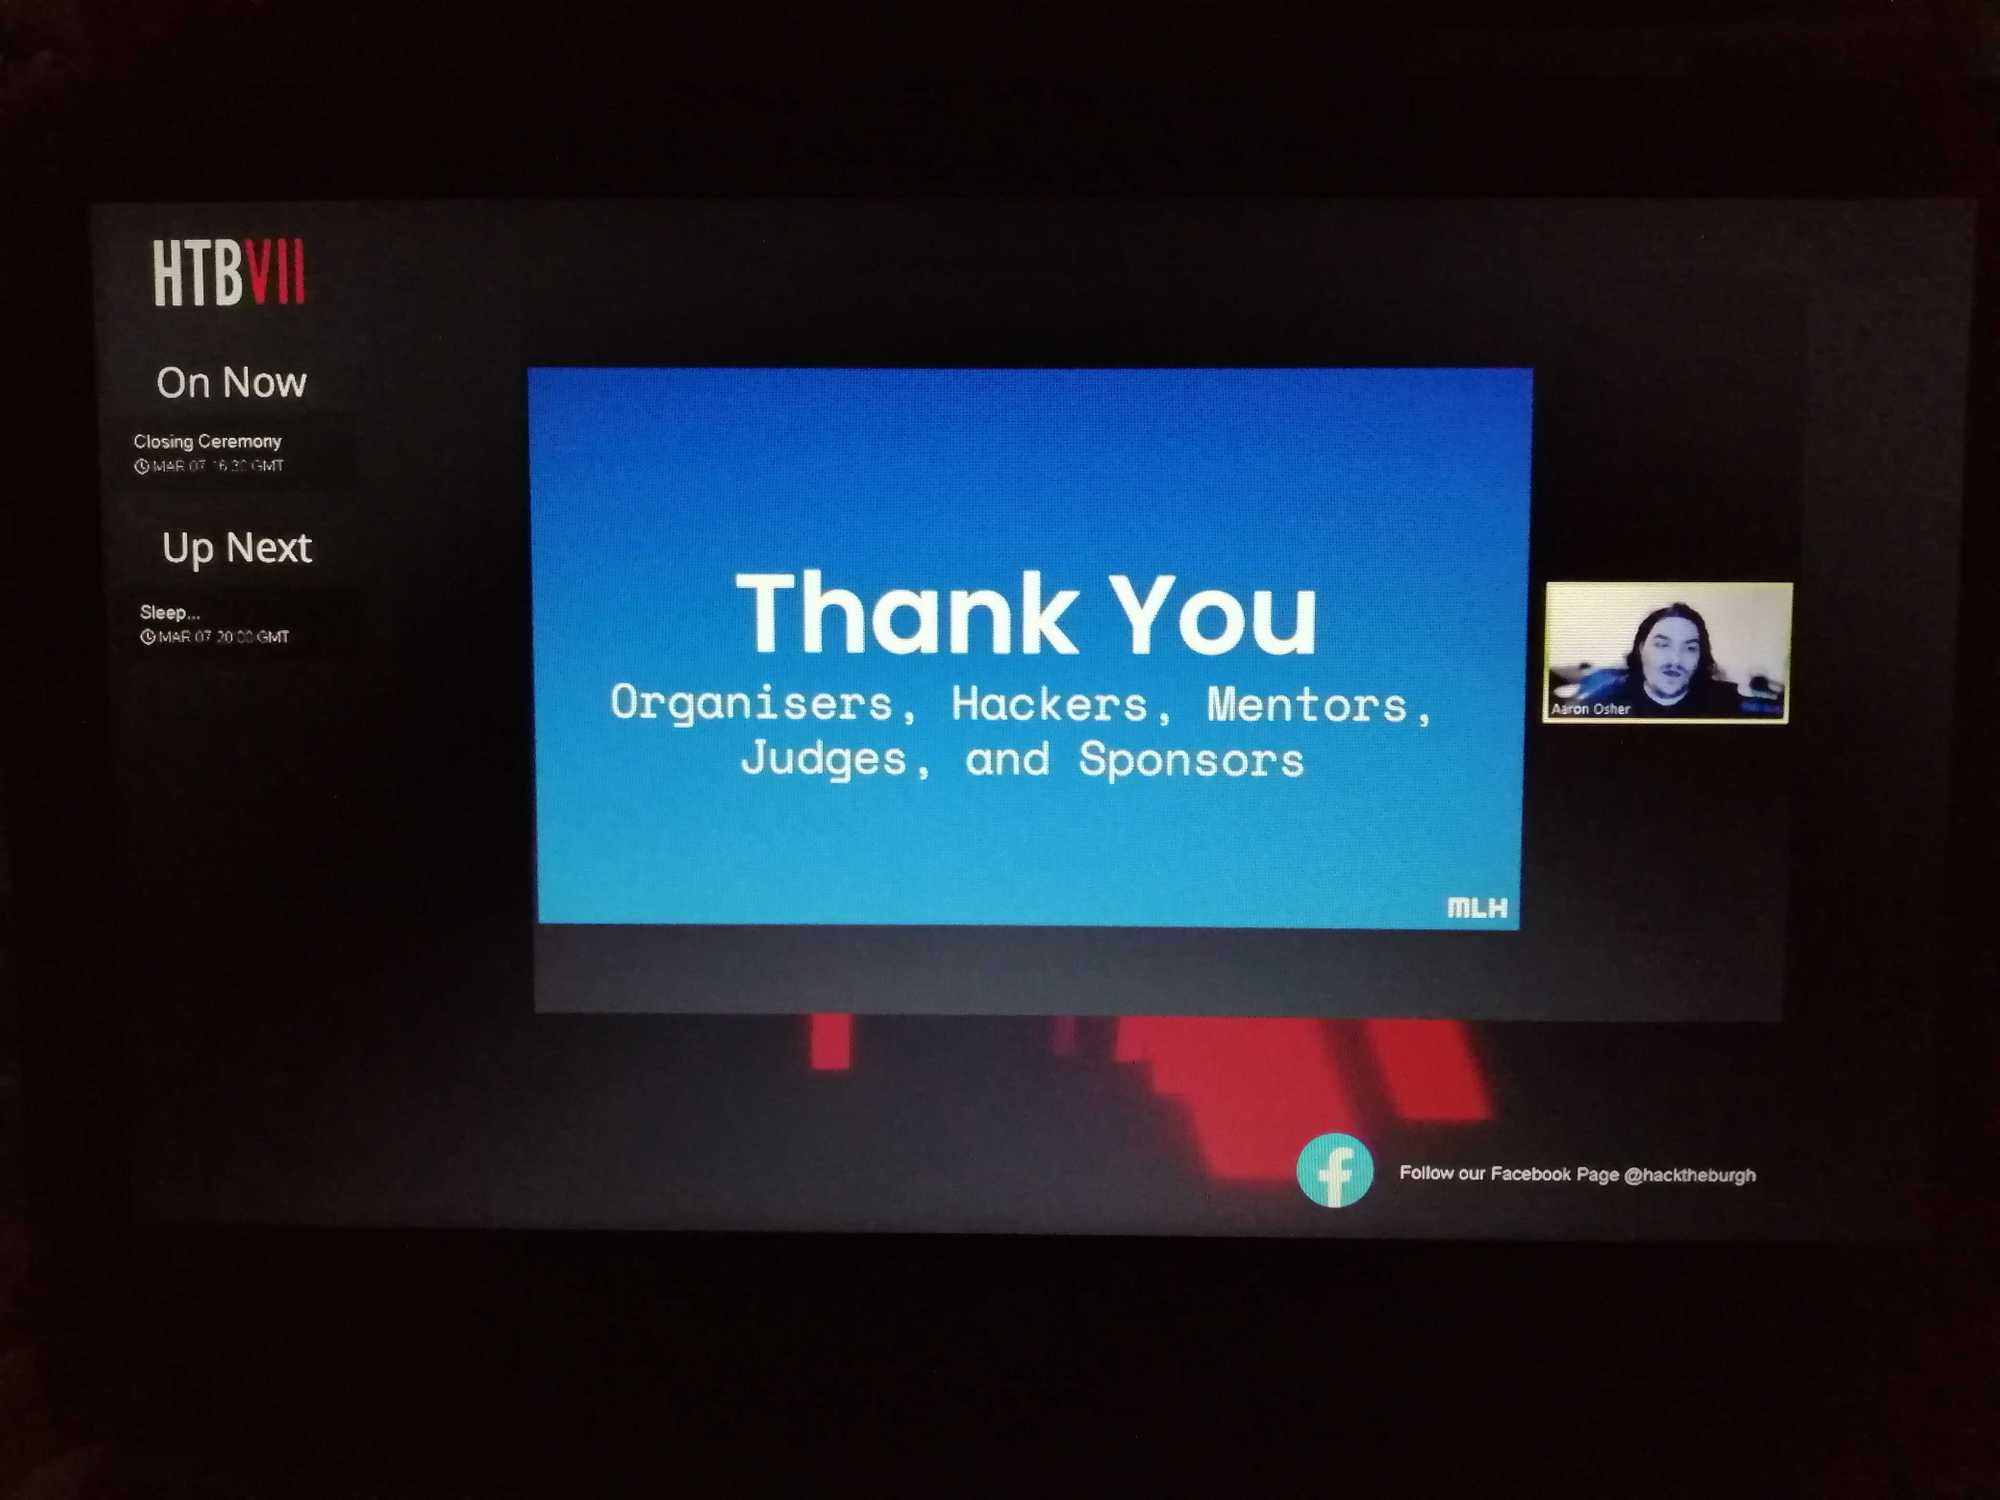 HTBVII
On Now
Closing Ceremony
MAR 07 16:30 GMT
Up Next
Sleep...
MAR 07 20:00 GMT
Thank You
Organisers, Hackers, Mentors,
Judges, and Sponsors
MLH
Aaron Osher
Follow our Facebook Page @hacktheburgh